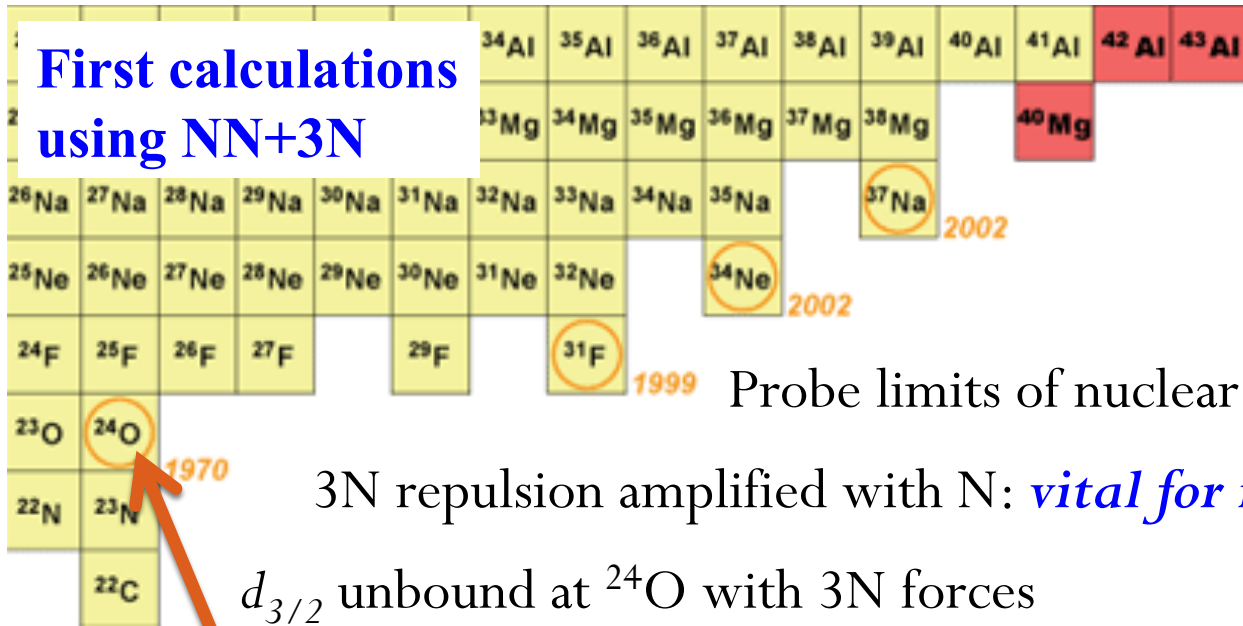 ³⁴Al ³⁵Al ³⁶Al ³⁷Al ³⁸Al ³⁹Al ⁴⁰Al ⁴¹Al ⁴²Al ⁴³Al
First calculations
using NN+3N
³³Mg ³⁴Mg ³⁵Mg ³⁶Mg ³⁷Mg ³⁸Mg ⁴⁰Mg
²⁶Na ²⁷Na ²⁸Na ²⁹Na ³⁰Na ³¹Na ³²Na ³³Na ³⁴Na ³⁵Na ³⁷Na 2002
²⁵Ne ²⁶Ne ²⁷Ne ²⁸Ne ²⁹Ne ³⁰Ne ³¹Ne ³²Ne ³⁴Ne 2002
²⁴F ²⁵F ²⁶F ²⁷F ²⁹F ³¹F 1999
Probe limits of nuclear
²³O ²⁴O 1970
3N repulsion amplified with N: vital for
²²N ²³N
²²C
d₃/₂ unbound at ²⁴O with 3N forces